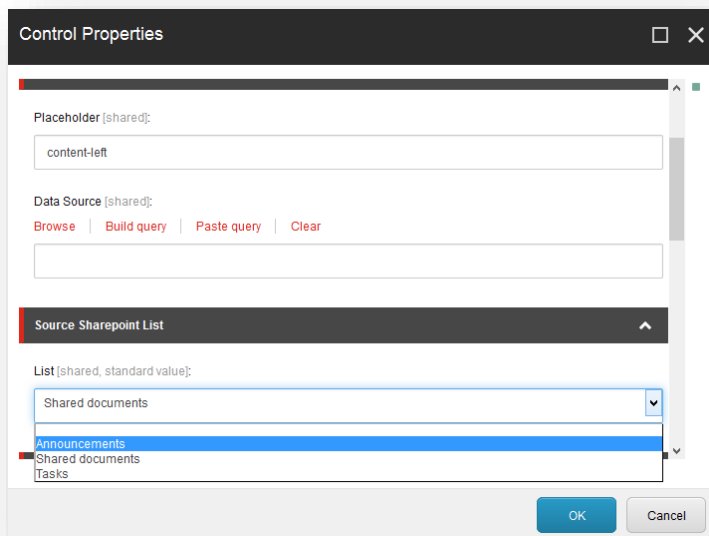 Control Properties
Placeholder [shared]:
content-left
Data Source [shared]:
Browse Build query Paste query Clear
Source Sharepoint List
List [shared, standard value]:
Shared documents
Announcements
Shared documents
Tasks
OK Cancel